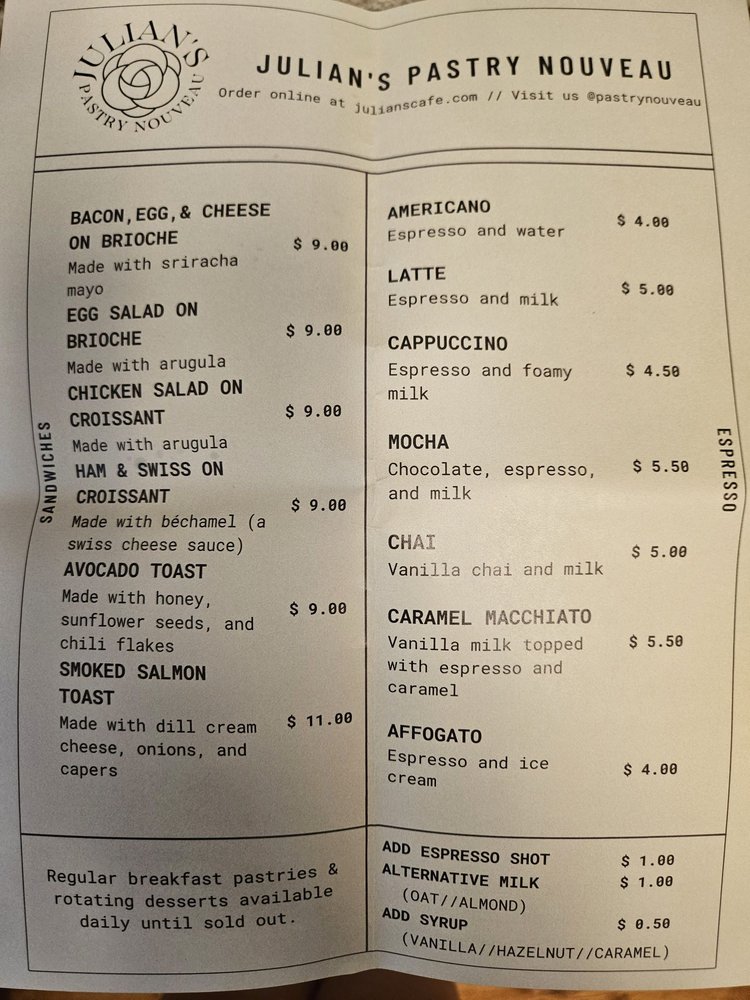 JULIAN'S
PASTRY NOUVEAU
JULIAN'S PASTRY NOUVEAU
Order online at julianscafe.com // Visit us @pastrynouveau
SANDWICHES
BACON,EGG,& CHEESE
ON BRIOCHE $ 9.00
Made with sriracha
mayo
EGG SALAD ON
BRIOCHE $ 9.00
Made with arugula
CHICKEN SALAD ON
CROISSANT $ 9.00
Made with arugula
HAM & SWISS ON
CROISSANT $ 9.00
Made with béchamel (a
swiss cheese sauce)
AVOCADO TOAST
Made with honey, $ 9.00
sunflower seeds, and
chili flakes
SMOKED SALMON
TOAST
Made with dill cream $ 11.00
cheese, onions, and
capers
Regular breakfast pastries &
rotating desserts available
daily until sold out.
ESPRESSO
AMERICANO $ 4.00
Espresso and water
LATTE $ 5.00
Espresso and milk
CAPPUCCINO
Espresso and foamy $ 4.50
milk
MOCHA
Chocolate, espresso, $ 5.50
and milk
CHAI $ 5.00
Vanilla chai and milk
CARAMEL MACCHIATO
Vanilla milk topped $ 5.50
with espresso and
caramel
AFFOGATO
Espresso and ice $ 4.00
cream
ADD ESPRESSO SHOT $ 1.00
ALTERNATIVE MILK $ 1.00
(OAT//ALMOND)
ADD SYRUP $ 0.50
(VANILLA//HAZELNUT//CARAMEL)